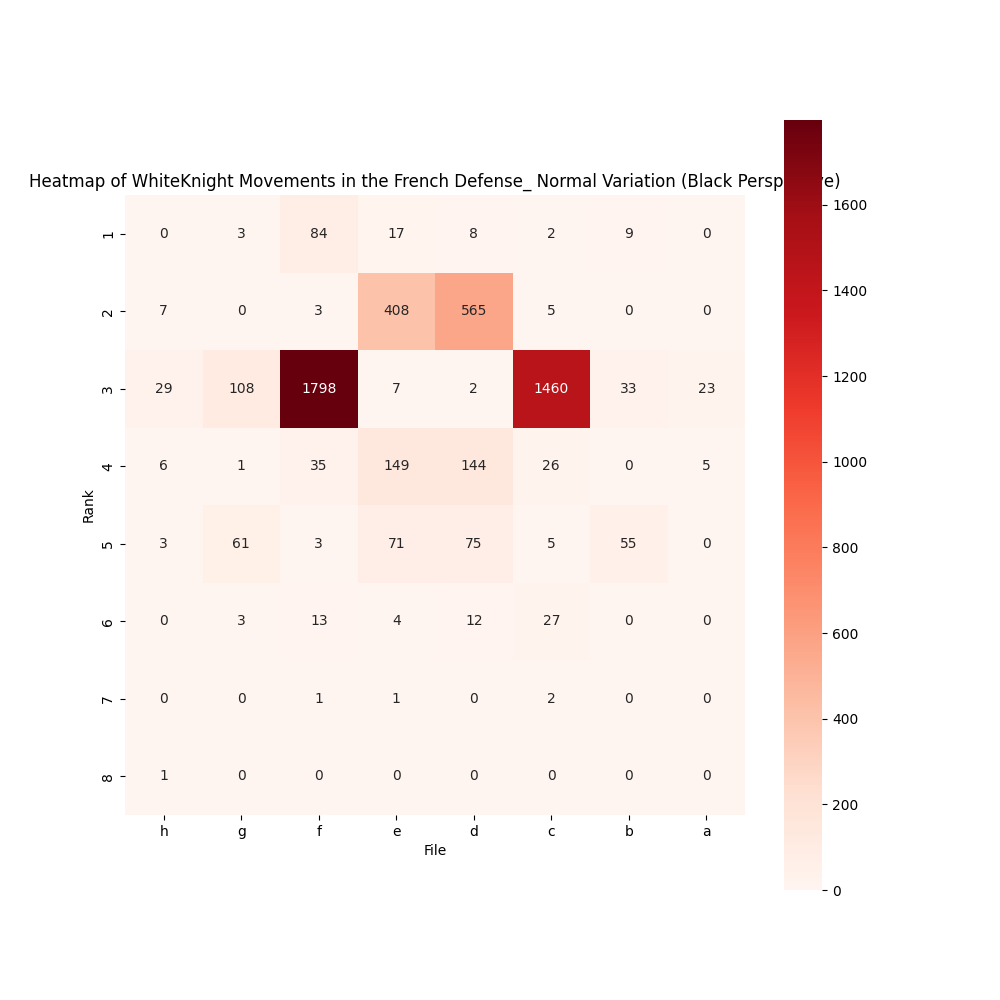 Heatmap of WhiteKnight Movements in the French Defense_ Normal Variation (Black Persp ve)
1 0 3 84 17 8 2 9 0
2 7 0 3 408 565 5 0 0
3 29 108 1798 7 2 1460 33 23
4 6 1 35 149 144 26 0 5
5 3 61 3 71 75 5 55 0
6 0 3 13 4 12 27 0 0
7 0 0 1 1 0 2 0 0
8 1 0 0 0 0 0 0 0
h g f e d c b a
Rank
File
1600
1400
1200
1000
800
600
400
200
0